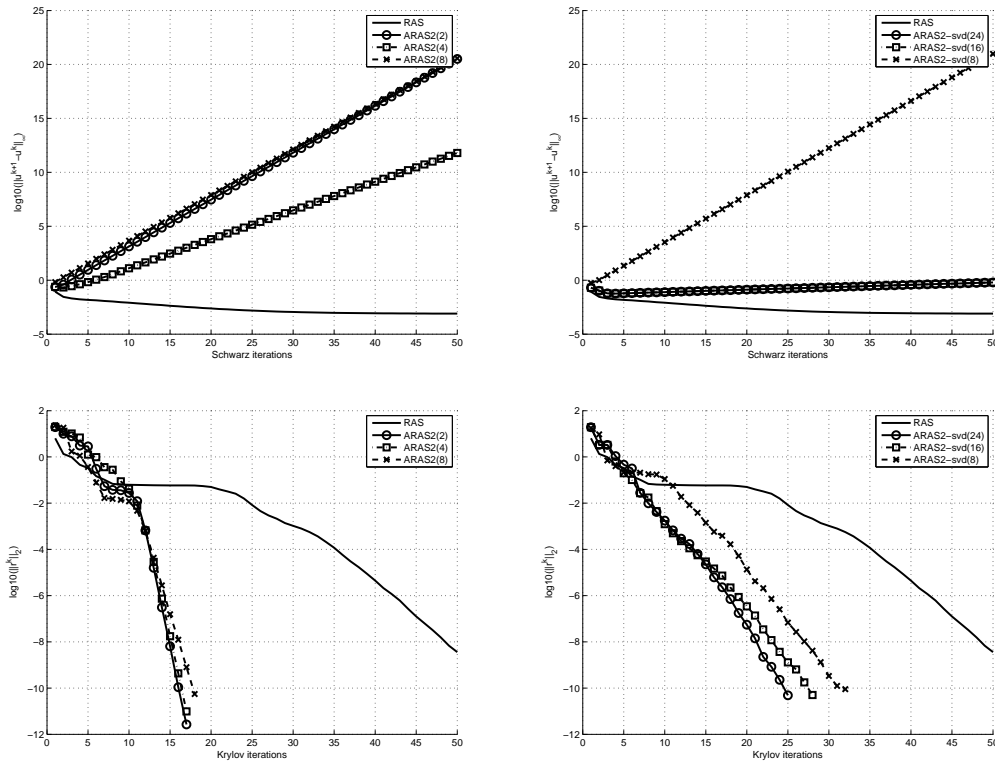 RAS
ARAS2(2)
ARAS2(4)
ARAS2(8)
25
20
15
10
5
0
−5
log10(||u^{k+1}−u^k||_∞)
0 5 10 15 20 25 30 35 40 45 50
Schwarz iterations
RAS
ARAS2−svd(24)
ARAS2−svd(16)
ARAS2−svd(8)
25
20
15
10
5
0
−5
log10(||u^{k+1}−u^k||_∞)
0 5 10 15 20 25 30 35 40 45 50
Schwarz iterations
RAS
ARAS2(2)
ARAS2(4)
ARAS2(8)
2
0
−2
−4
−6
−8
−10
−12
log10(||r^k||_2)
0 5 10 15 20 25 30 35 40 45 50
Krylov iterations
RAS
ARAS2−svd(24)
ARAS2−svd(16)
ARAS2−svd(8)
2
0
−2
−4
−6
−8
−10
−12
log10(||r^k||_2)
0 5 10 15 20 25 30 35 40 45 50
Krylov iterations